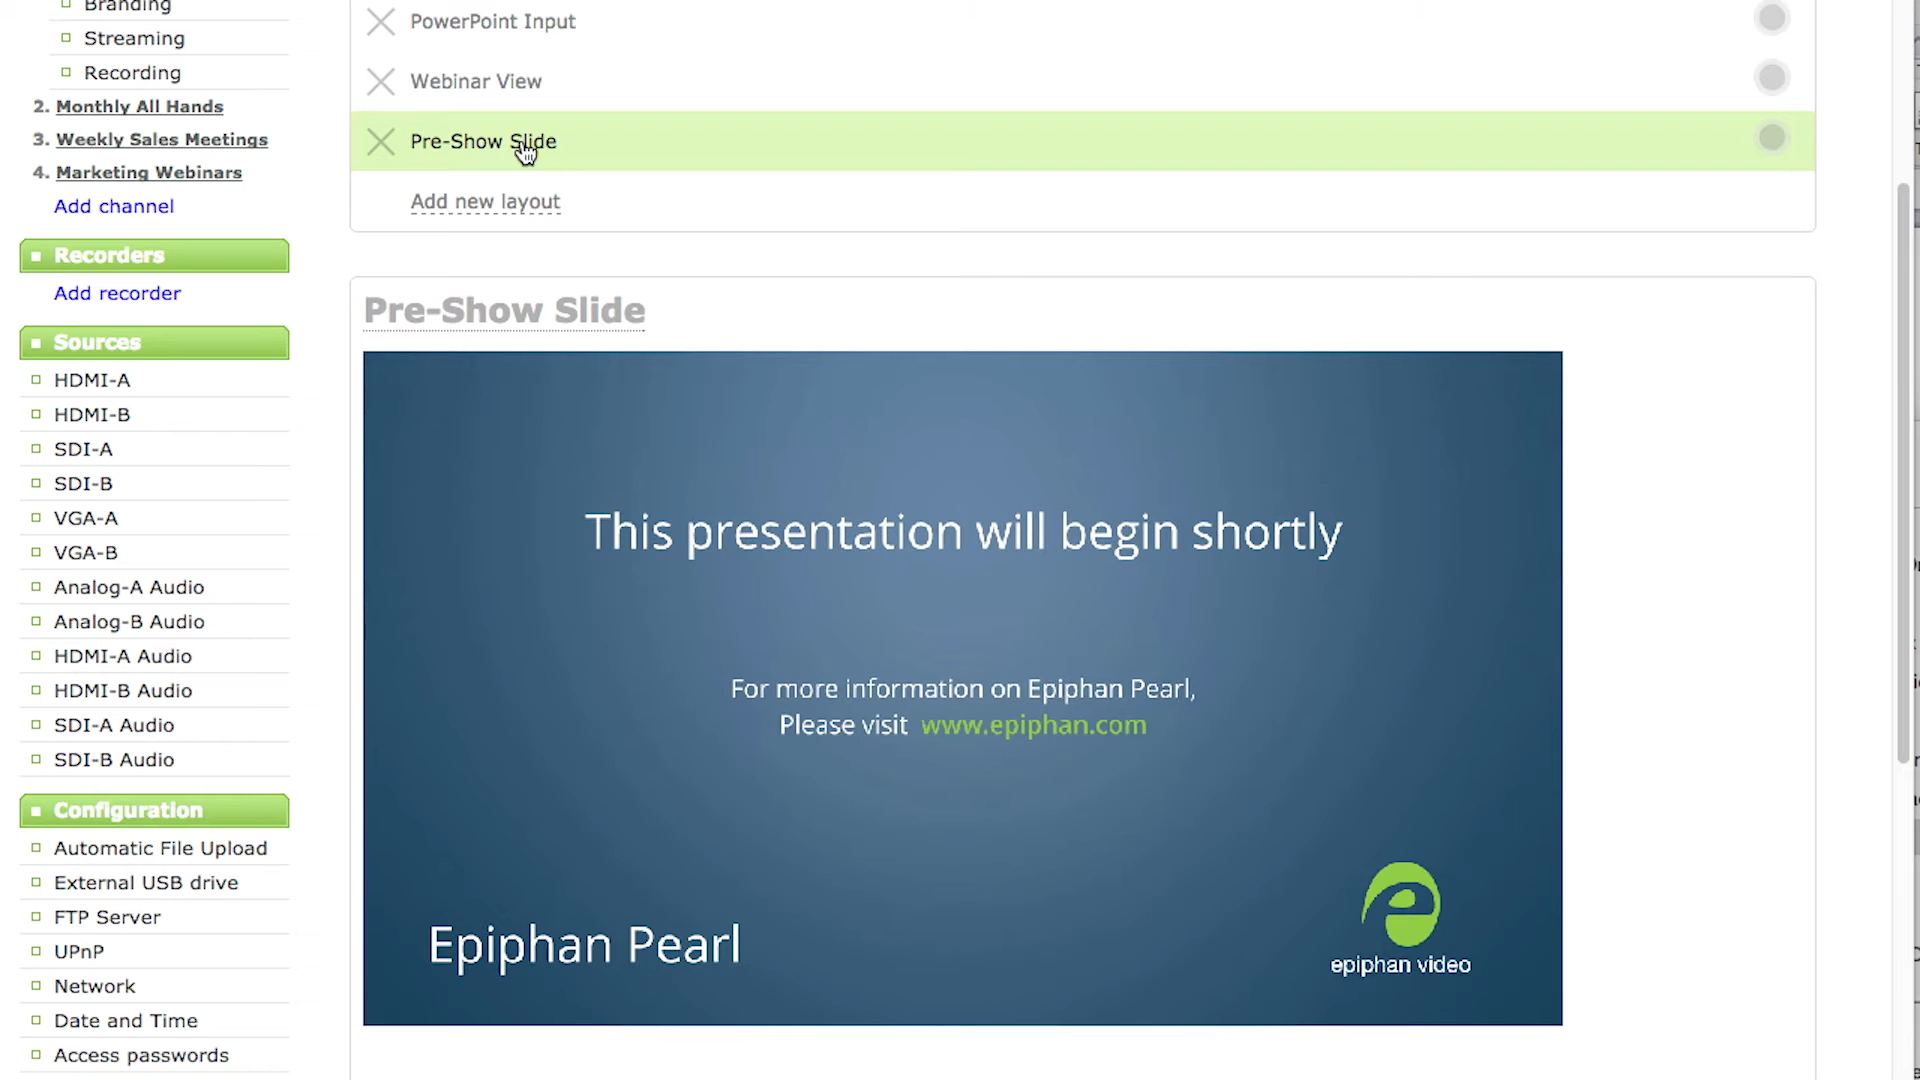 Branding
Streaming
Recording
2. Monthly All Hands
3. Weekly Sales Meetings
4. Marketing Webinars
Add channel
Recorders
Add recorder
Sources
HDMI-A
HDMI-B
SDI-A
SDI-B
VGA-A
VGA-B
Analog-A Audio
Analog-B Audio
HDMI-A Audio
HDMI-B Audio
SDI-A Audio
SDI-B Audio
Configuration
Automatic File Upload
External USB drive
FTP Server
UPnP
Network
Date and Time
Access passwords
PowerPoint Input
Webinar View
Pre-Show Slide
Add new layout
Pre-Show Slide
This presentation will begin shortly
For more information on Epiphan Pearl,
Please visit www.epiphan.com
Epiphan Pearl
epiphan video